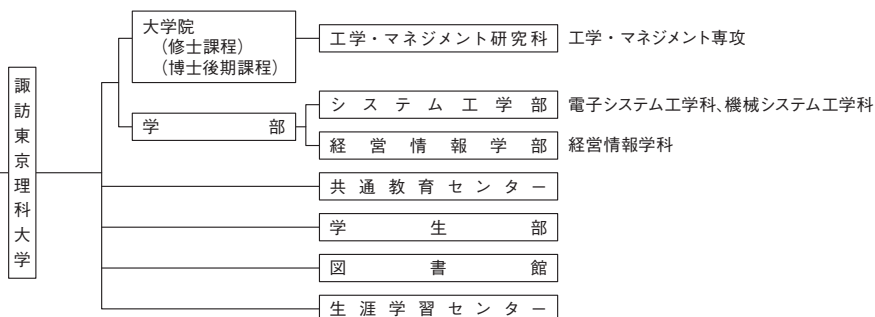 諏訪東京理科大学
大学院
（修士課程）
（博士後期課程）
工学・マネジメント研究科
工学・マネジメント専攻
学部
システム工学部
電子システム工学科、機械システム工学科
経営情報学部
経営情報学科
共通教育センター
学生部
図書館
生涯学習センター